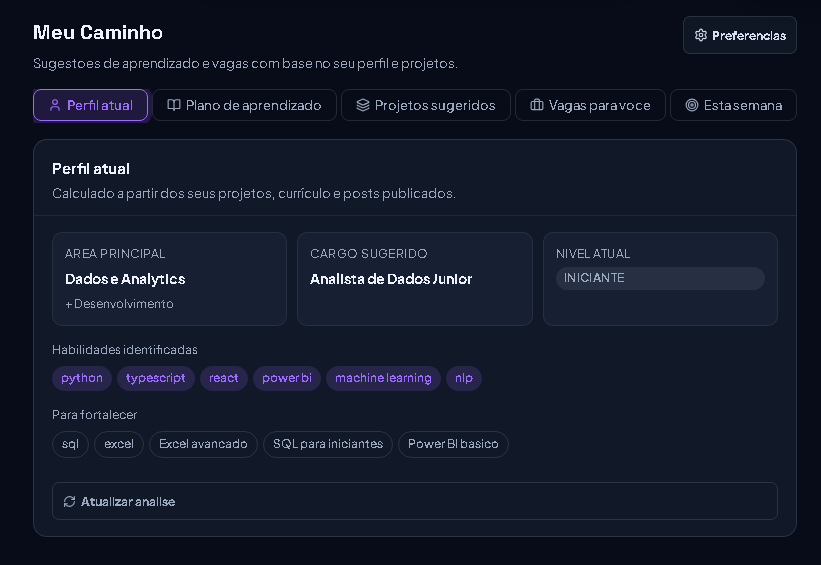 Meu Caminho
Preferencias
Sugestoes de aprendizado e vagas com base no seu perfil e projetos.
Perfil atual
Plano de aprendizado
Projetos sugeridos
Vagas para voce
Esta semana
Perfil atual
Calculado a partir dos seus projetos, currículo e posts publicados.
AREA PRINCIPAL
Dados e Analytics
+ Desenvolvimento
CARGO SUGERIDO
Analista de Dados Junior
NIVEL ATUAL
INICIANTE
Habilidades identificadas
python typescript react power bi machine learning nlp
Para fortalecer
sql excel Excel avancado SQL para iniciantes Power BI basico
Atualizar analise